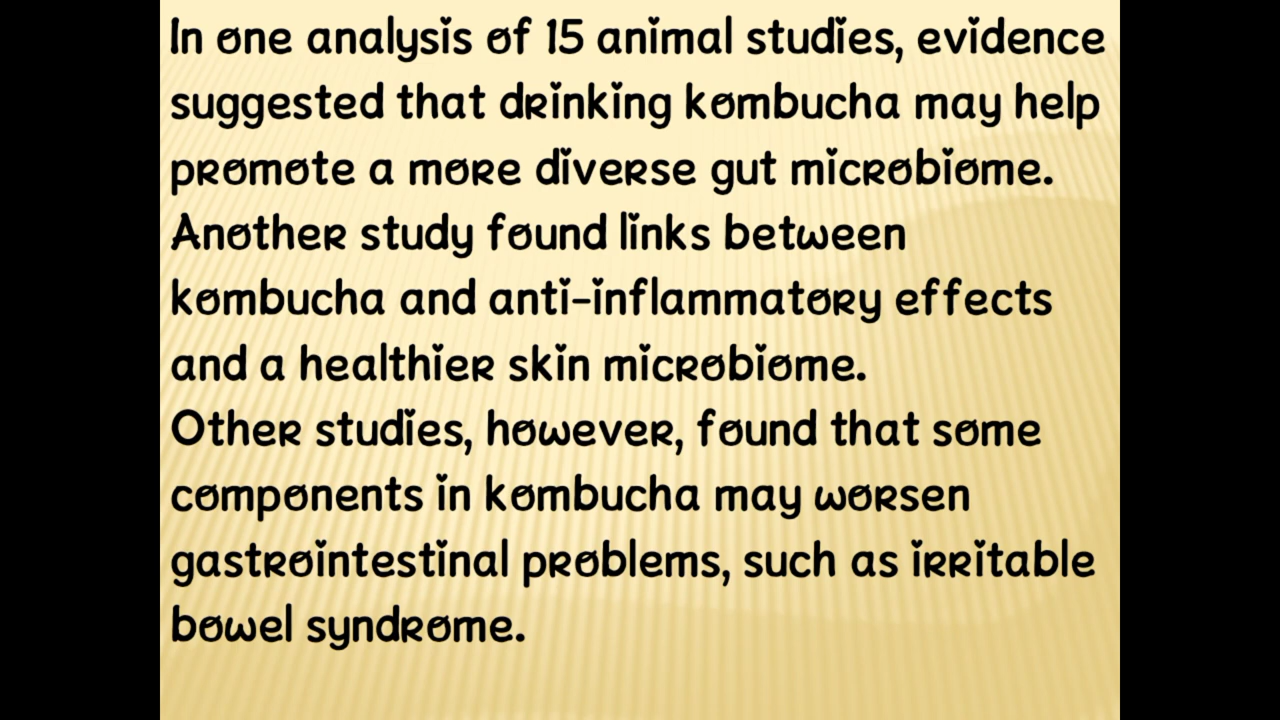 In one analysis of 15 animal studies, evidence
suggested that drinking kombucha may help
promote a more diverse gut microbiome.
Another study found links between
kombucha and anti-inflammatory effects
and a healthier skin microbiome.
Other studies, however, found that some
components in kombucha may worsen
gastrointestinal problems, such as irritable
bowel syndrome.